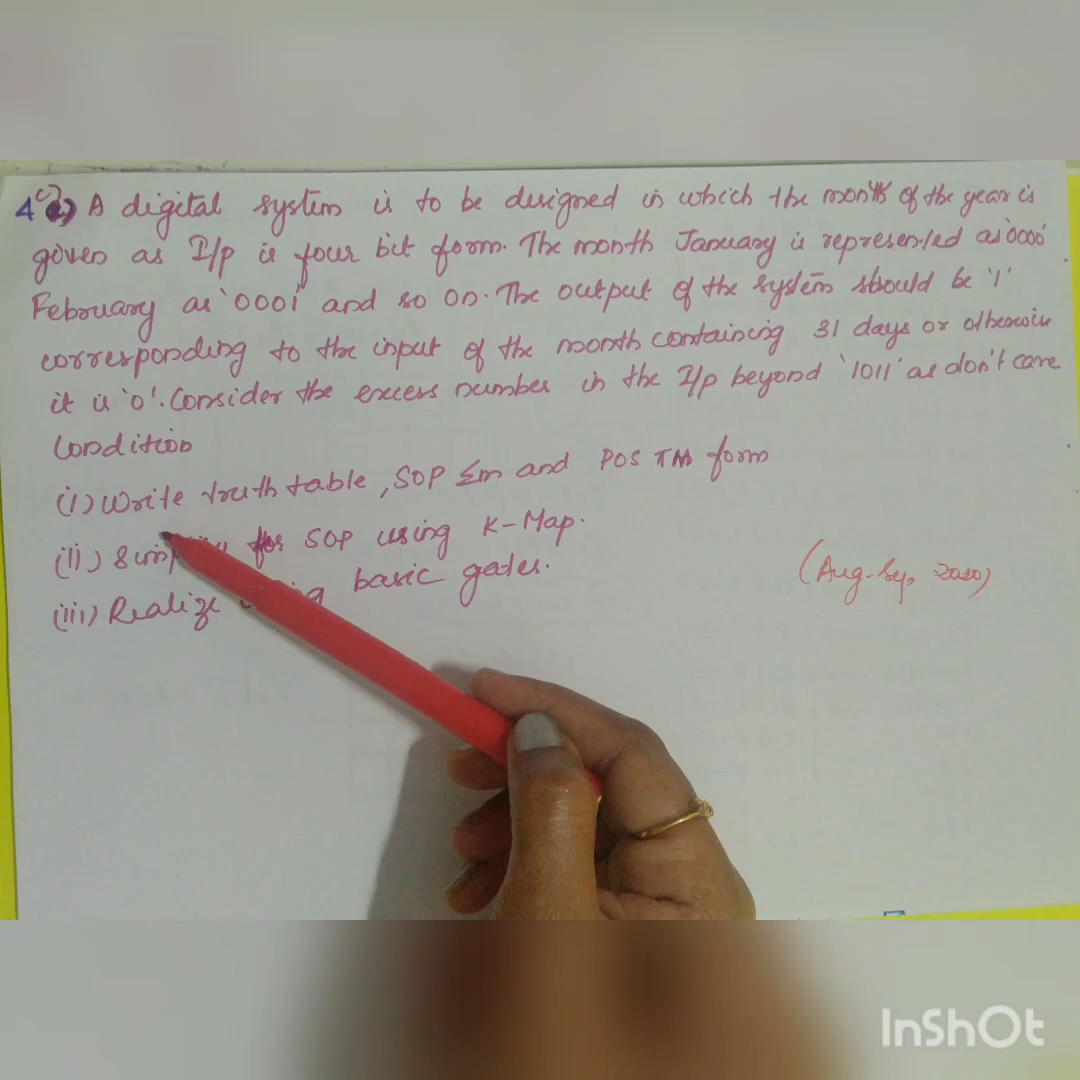 4 c) A digital system is to be designed in which the month of the year is
given as I/p is four bit form. The month January is represented as '0000'
February as '0001' and so on. The output of the system should be '1'
corresponding to the input of the month containing 31 days or otherwise
it is '0'. Consider the excess number in the I/p beyond '1011' as don't care
condition
(i) Write truth table, SOP Σm and POS πM form
(ii) for SOP using K-Map.
(iii) Realize basic gates.
(Aug-Sep 2020)
InShOt